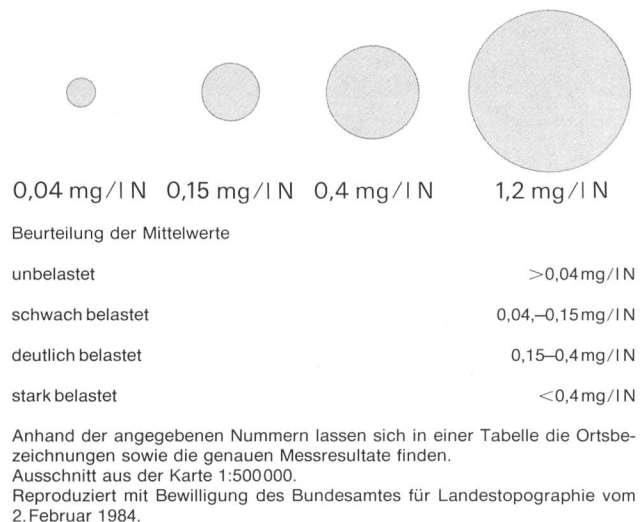 0,04 mg/l N 0,15 mg/l N 0,4 mg/l N 1,2 mg/l N
Beurteilung der Mittelwerte
unbelastet >0,04 mg/l N
schwach belastet 0,04,–0,15 mg/l N
deutlich belastet 0,15–0,4 mg/l N
stark belastet <0,4 mg/l N
Anhand der angegebenen Nummern lassen sich in einer Tabelle die Ortsbe-
zeichnungen sowie die genauen Messresultate finden.
Ausschnitt aus der Karte 1:500 000.
Reproduziert mit Bewilligung des Bundesamtes für Landestopographie vom
2. Februar 1984.